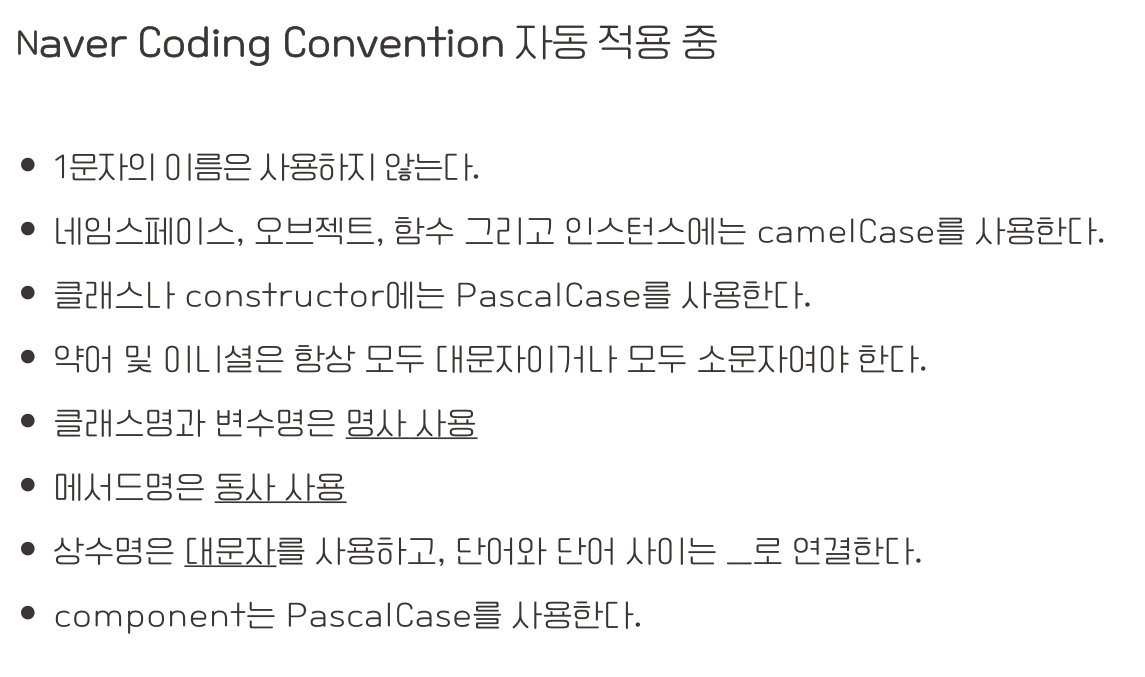 Naver Coding Convention 자동 적용 중
• 1문자의 이름은 사용하지 않는다.
• 네임스페이스, 오브젝트, 함수 그리고 인스턴스에는 camelCase를 사용한다.
• 클래스나 constructor에는 PascalCase를 사용한다.
• 약어 및 이니셜은 항상 모두 대문자이거나 모두 소문자여야 한다.
• 클래스명과 변수명은 명사 사용
• 메서드명은 동사 사용
• 상수명은 대문자를 사용하고, 단어와 단어 사이는 _로 연결한다.
• component는 PascalCase를 사용한다.